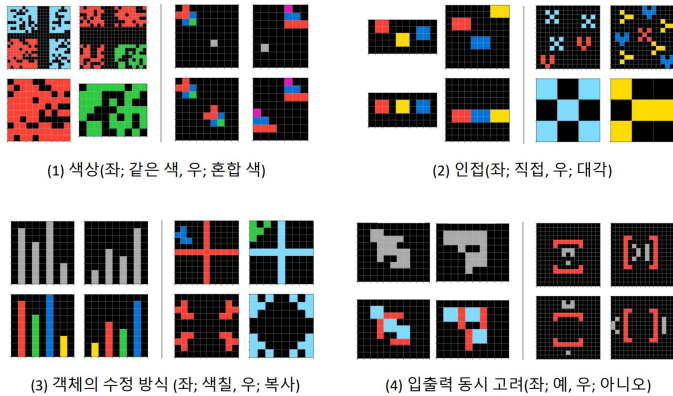 (1) 색상(좌; 같은 색, 우; 혼합 색)
(2) 인접(좌; 직접, 우; 대각)
(3) 객체의 수정 방식 (좌; 색칠, 우; 복사)
(4) 입출력 동시 고려(좌; 예, 우; 아니오)